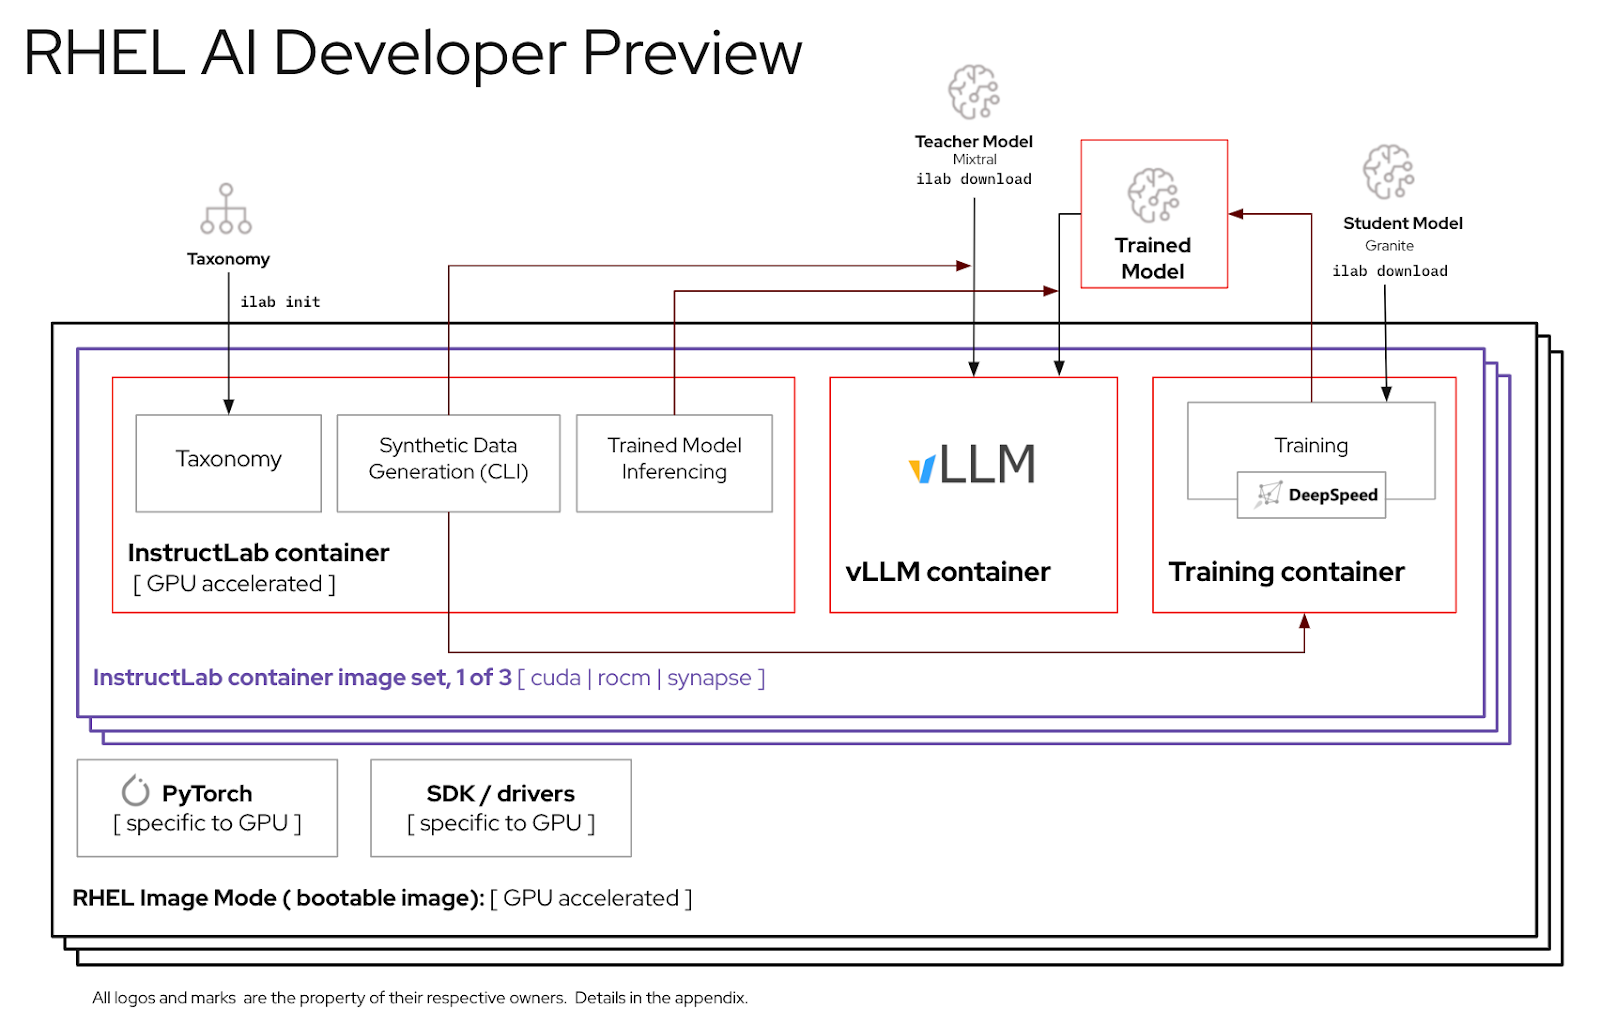 RHEL AI Developer Preview
Teacher Model
Mixtral
ilab download
Trained
Model
Student Model
Granite
ilab download
Taxonomy
ilab init
Taxonomy
Synthetic Data
Generation (CLI)
Trained Model
Inferencing
InstructLab container
[ GPU accelerated ]
vLLM
vLLM container
Training
DeepSpeed
Training container
InstructLab container image set, 1 of 3 [ cuda | rocm | synapse ]
PyTorch
[ specific to GPU ]
SDK / drivers
[ specific to GPU ]
RHEL Image Mode ( bootable image): [ GPU accelerated ]
All logos and marks are the property of their respective owners. Details in the appendix.